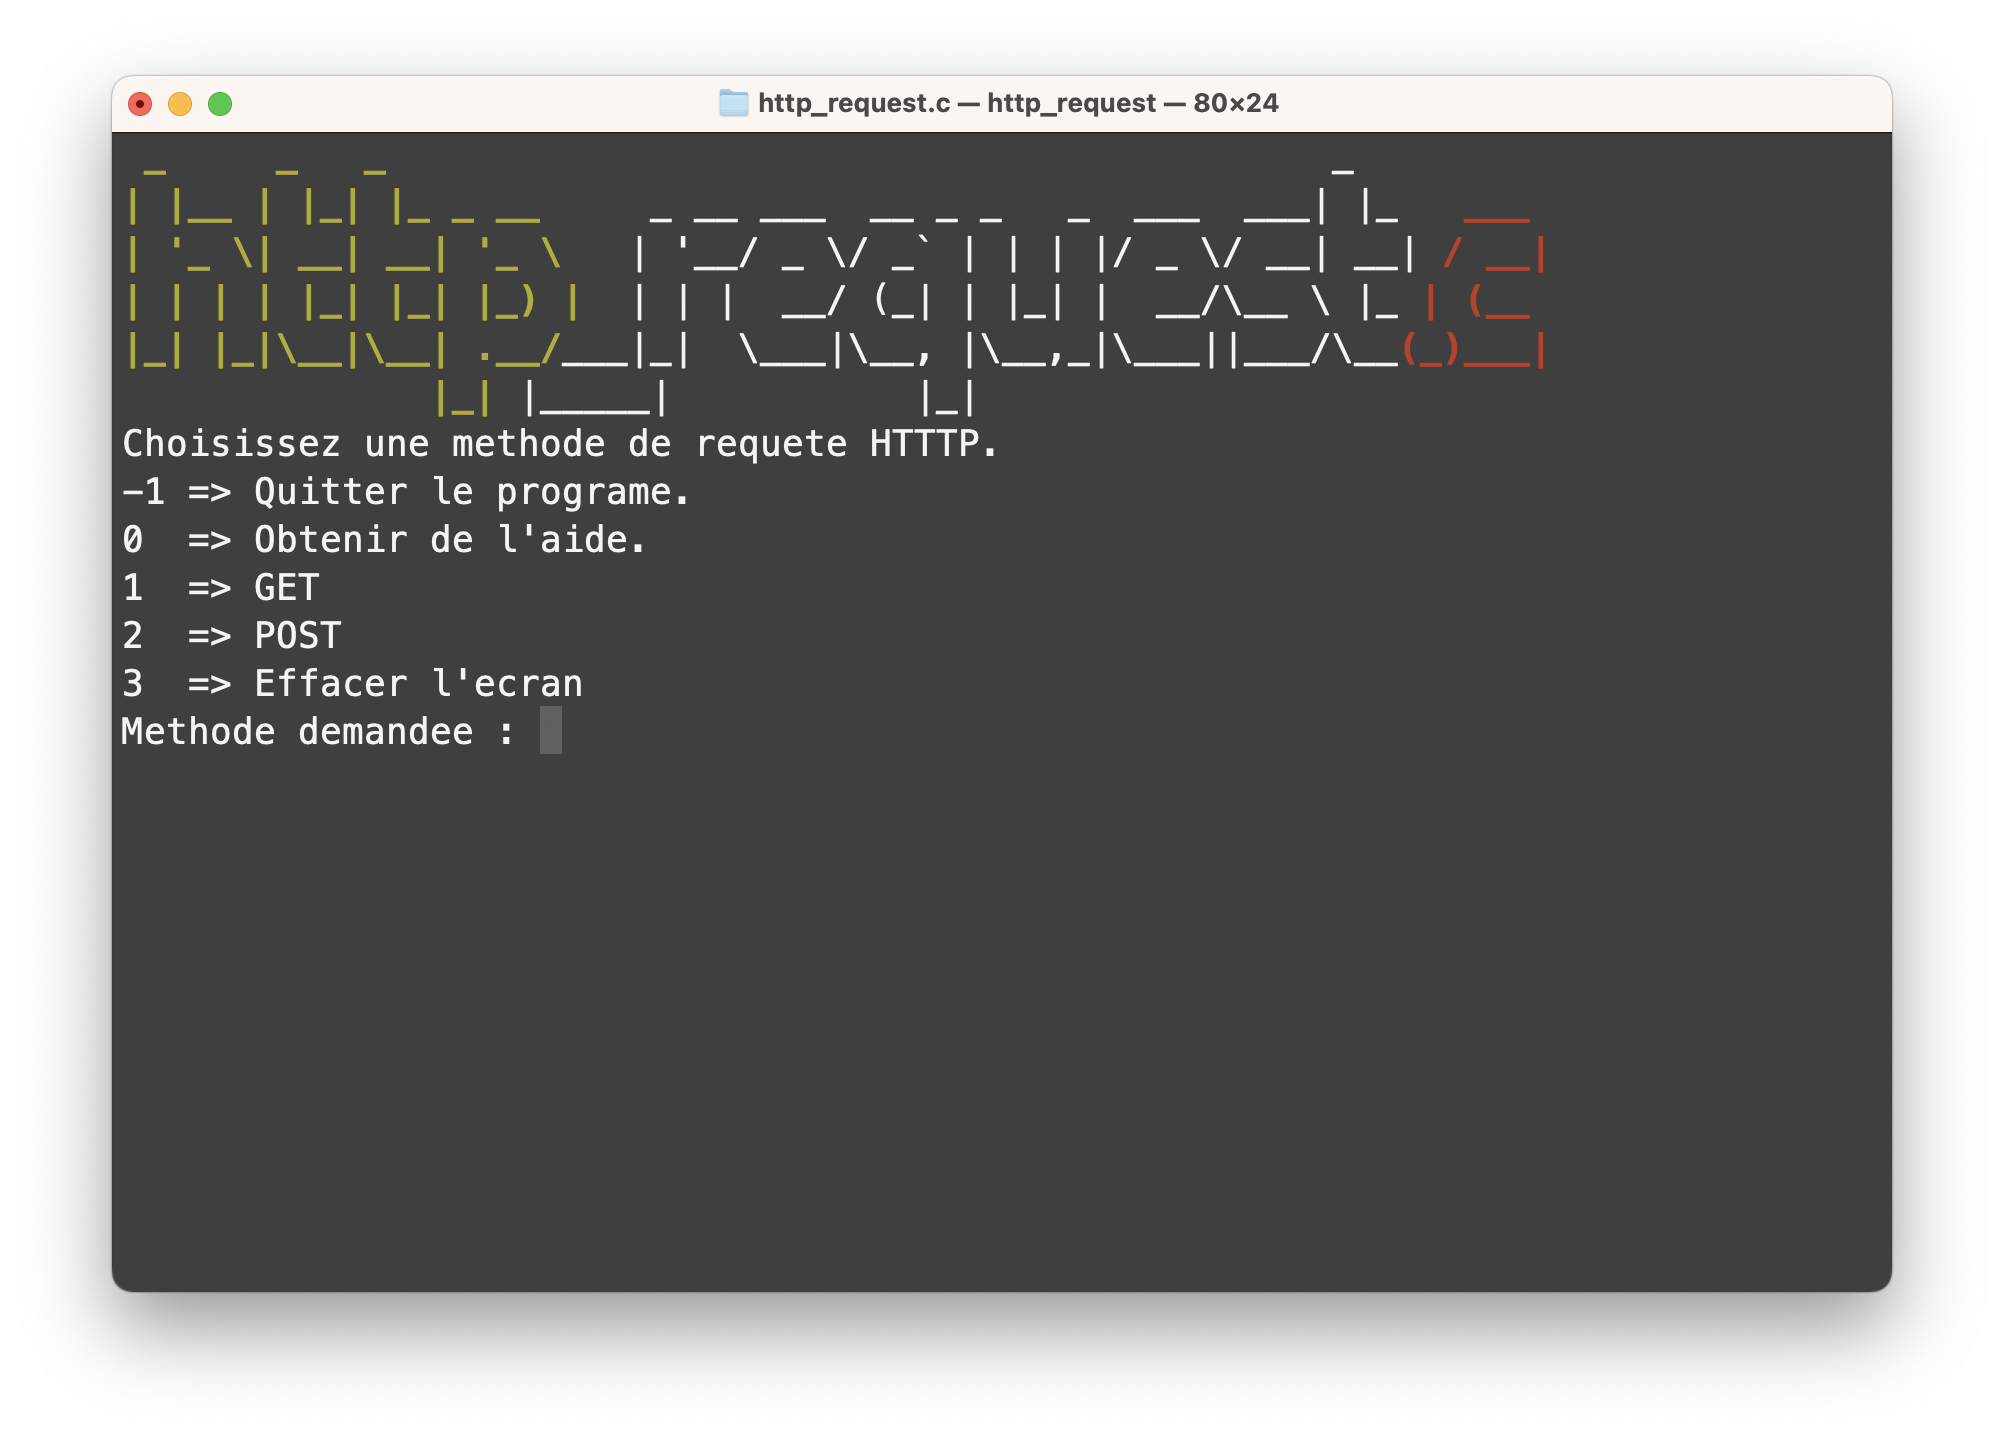 http_request.c — http_request — 80×24
http_request.c
Choisissez une methode de requete HTTTP.
-1 => Quitter le programe.
0  => Obtenir de l'aide.
1  => GET
2  => POST
3  => Effacer l'ecran
Methode demandee :